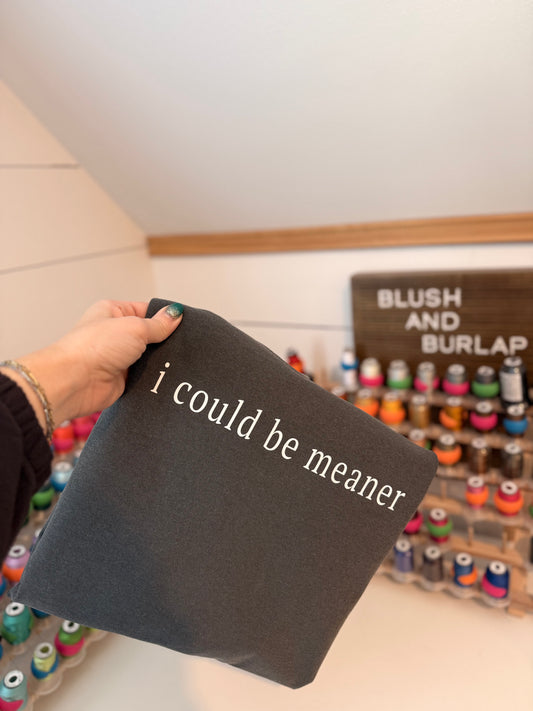 BLUSH
AND
BURLAP
i could be meaner